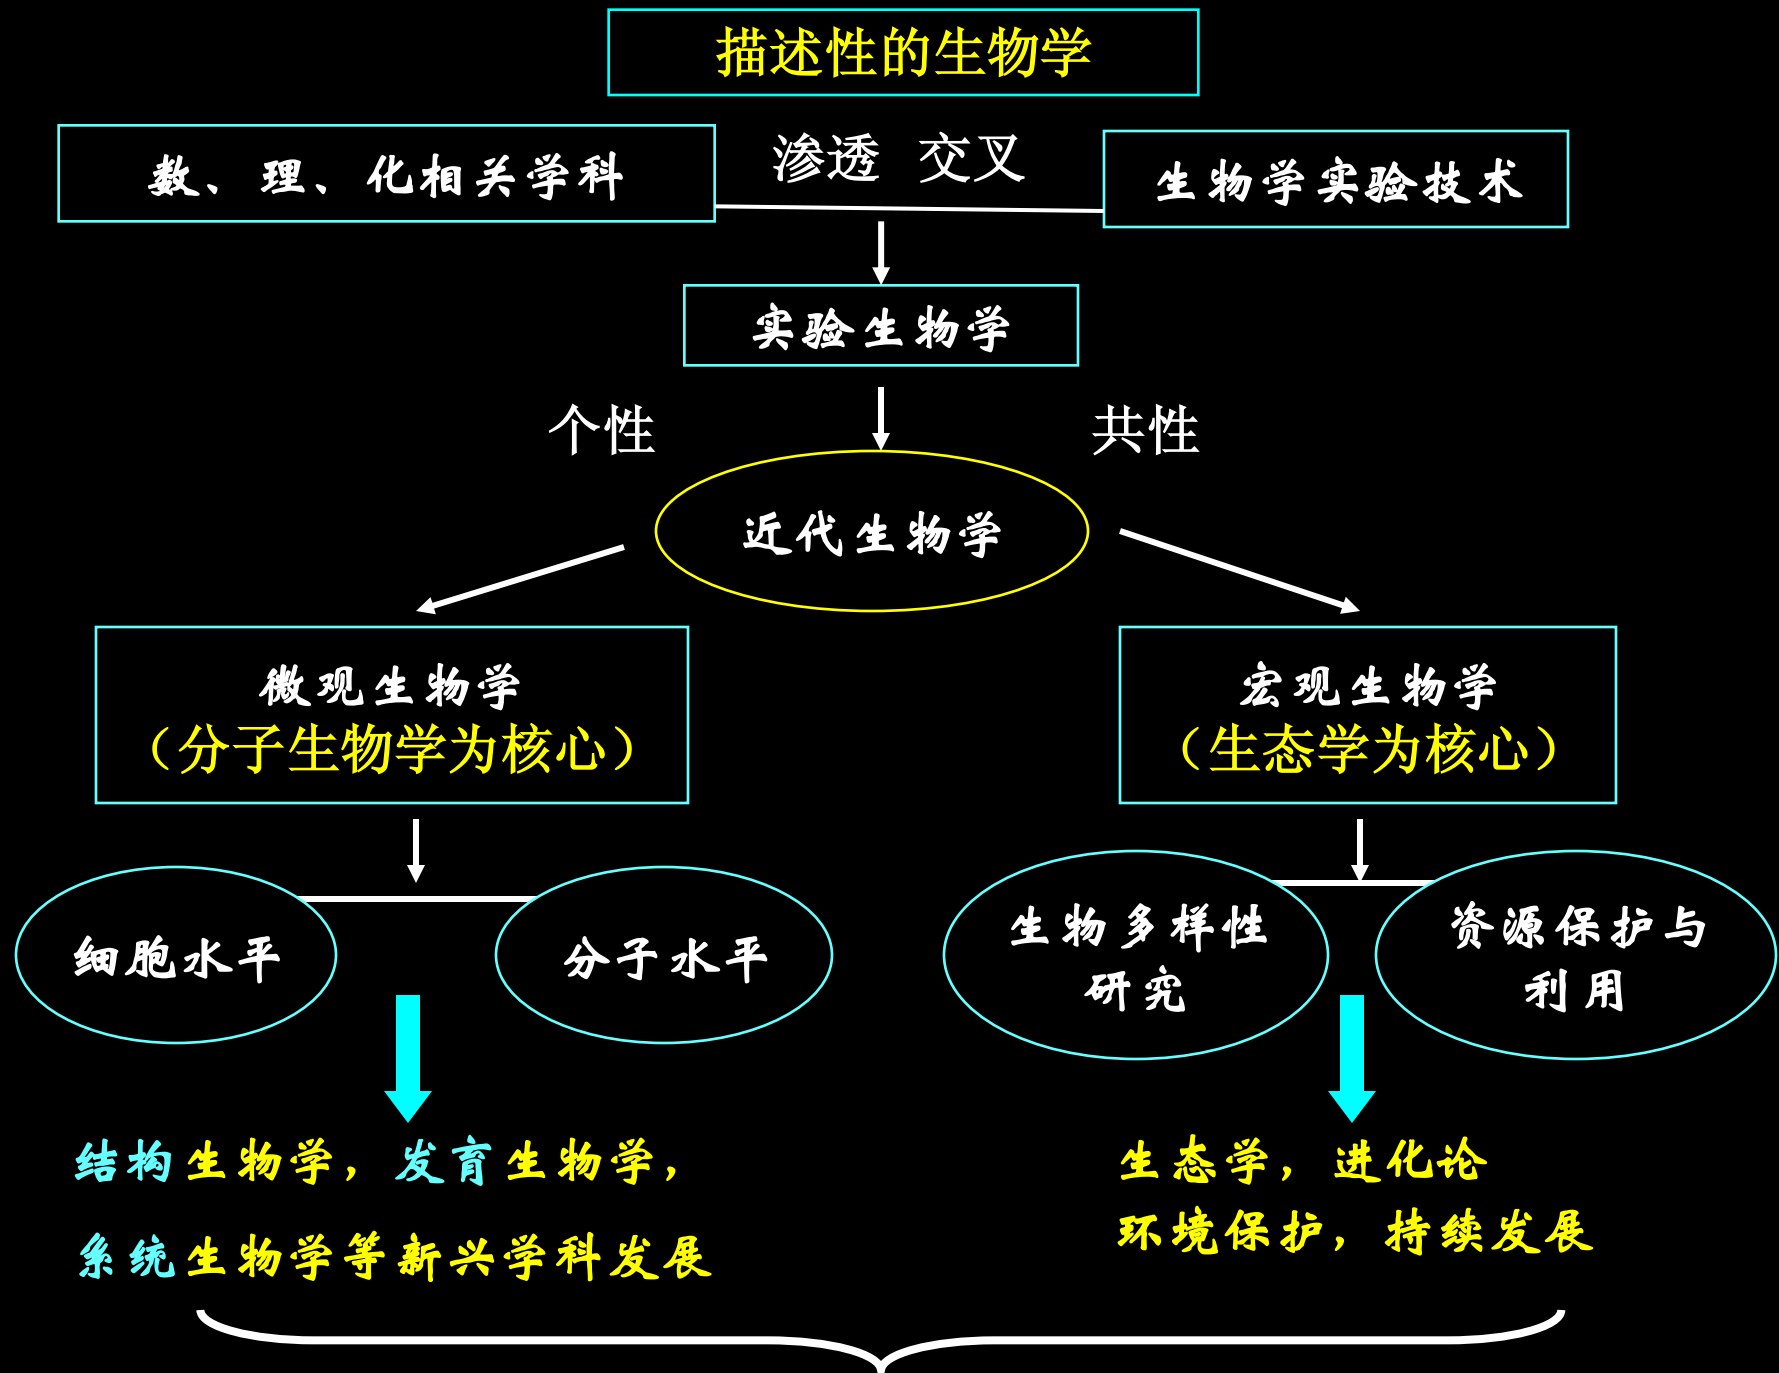 描述性的生物学
数、理、化相关学科
渗透 交叉
生物学实验技术
实验生物学
个性
共性
近代生物学
微观生物学
（分子生物学为核心）
宏观生物学
（生态学为核心）
细胞水平
分子水平
生物多样性
研究
资源保护与
利用
结构生物学，发育生物学，
系统生物学等新兴学科发展
生态学，进化论
环境保护，持续发展